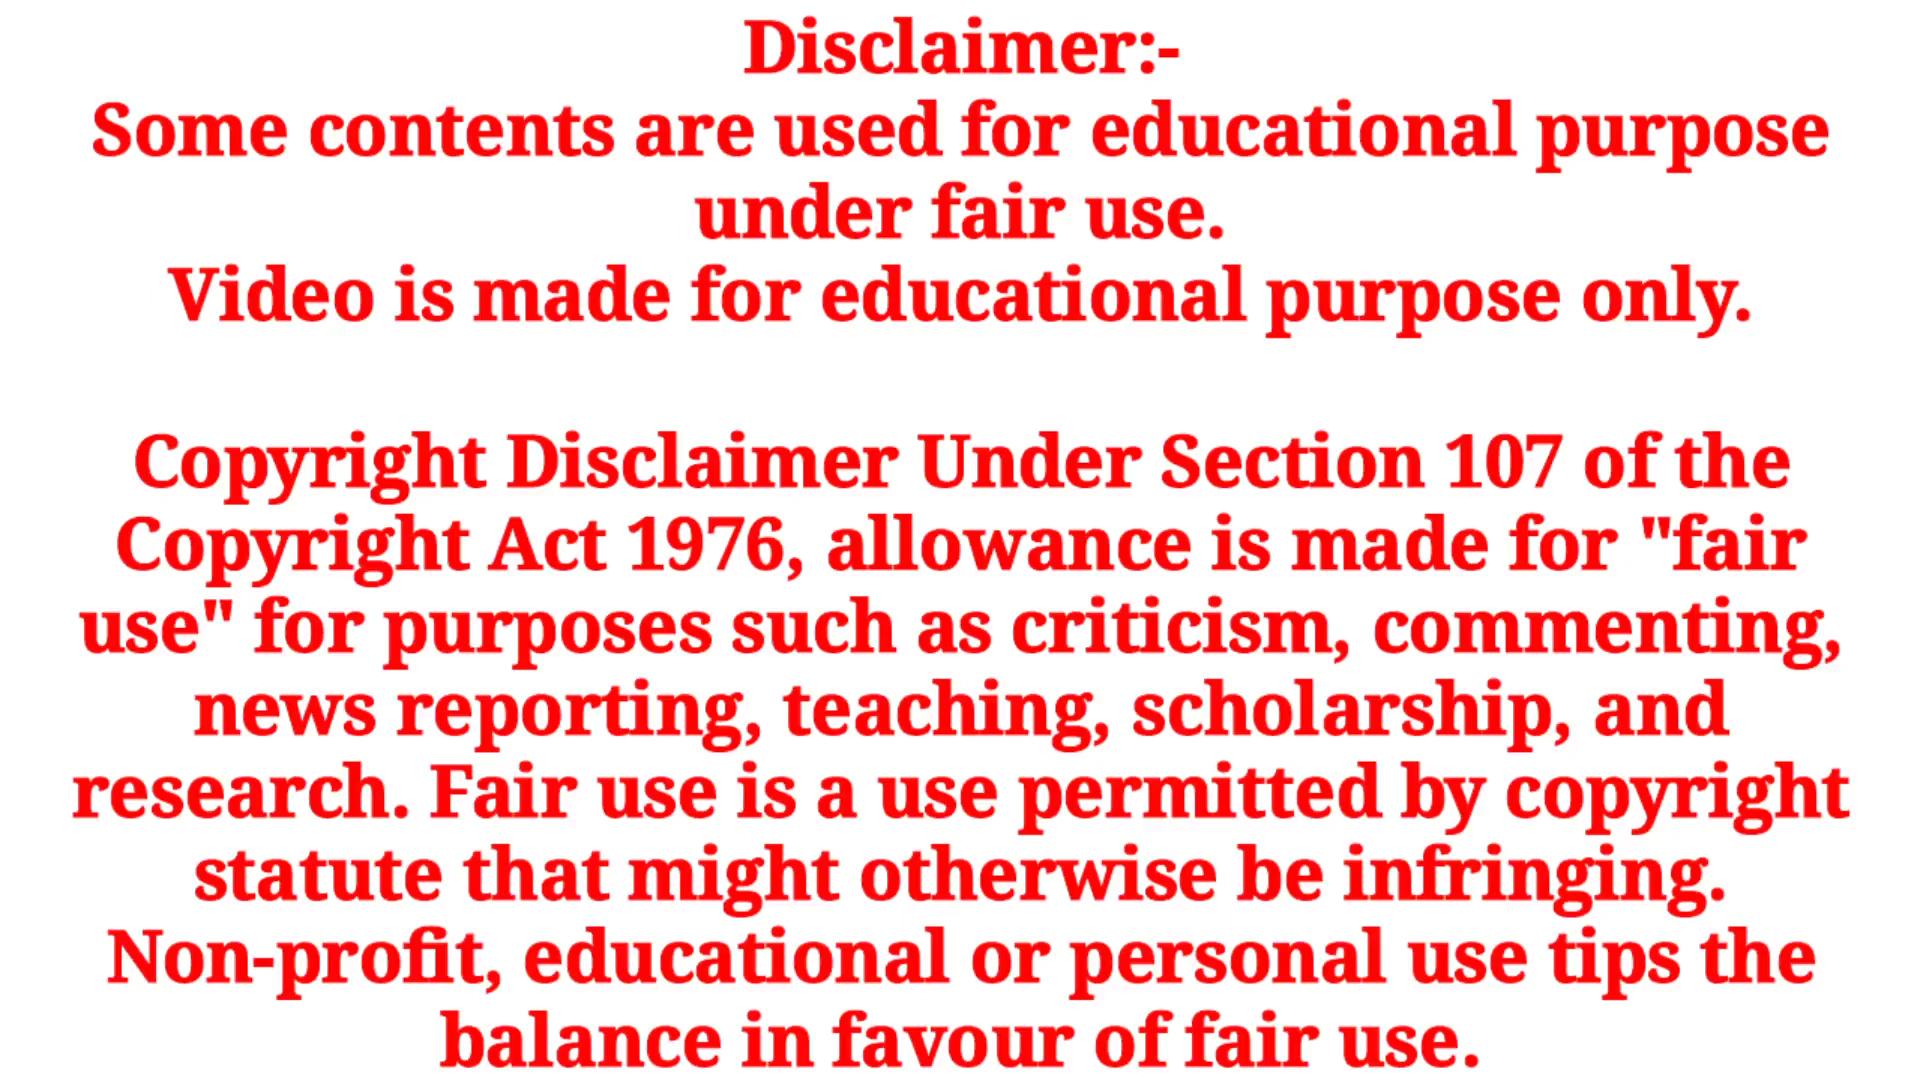 Disclaimer:-
Some contents are used for educational purpose
under fair use.
Video is made for educational purpose only.
Copyright Disclaimer Under Section 107 of the
Copyright Act 1976, allowance is made for "fair
use" for purposes such as criticism, commenting,
news reporting, teaching, scholarship, and
research. Fair use is a use permitted by copyright
statute that might otherwise be infringing.
Non-profit, educational or personal use tips the
balance in favour of fair use.